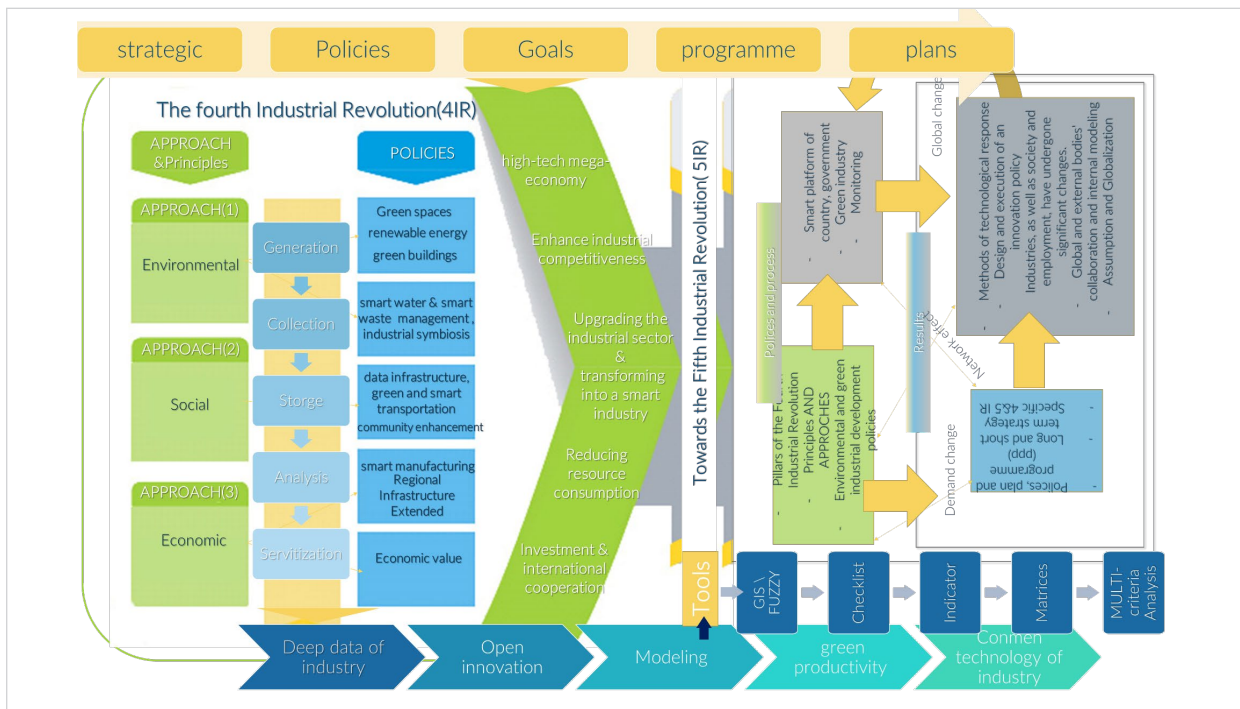 strategic
Policies
Goals
programme
plans
The fourth Industrial Revolution(4IR)
APPROACH
&Principles
POLICIES
APPROACH(1)
Environmental
APPROACH(2)
Social
APPROACH(3)
Economic
Generation
Collection
Storge
Analysis
Servitization
Green spaces
renewable energy
green buildings
smart water & smart
waste management ,
industrial symbiosis
data infrastructure,
green and smart
transportation
community enhancement
smart manufacturing
Regional
Infrastructure
Extended
Economic value
high-tech mega-
economy
Enhance industrial
competitiveness
Upgrading the
industrial sector
&
transforming
into a smart
industry
Reducing
resource
consumption
Investment &
international
cooperation
Towards the Fifth Industrial Revolution( 5IR)
Polices and process
- Smart platform of
country, government
- Green industry
- Monitoring
- Pillars of the Fourth
Industrial Revolution
- Principles AND
APPROCHES
- Environmental and green
industrial development
policies
Global change
Results
Network effect
Demand change
- Methods of technological response
- Design and execution of an
innovation policy
- Industries, as well as society and
employment, have undergone
significant changes.
- Global and external bodies'
collaboration and internal modeling
- Assumption and Globalization
- Polices, plan and
programme
(ppp)
- Long and short
term strategy
- Specific 4&5 IR
Tools
GIS\
FUZZY
Checklist
Indicator
Matrices
MULTI-
criteria
Analysis
Deep data of
industry
Open
innovation
Modeling
green
productivity
Conmen
technology of
industry